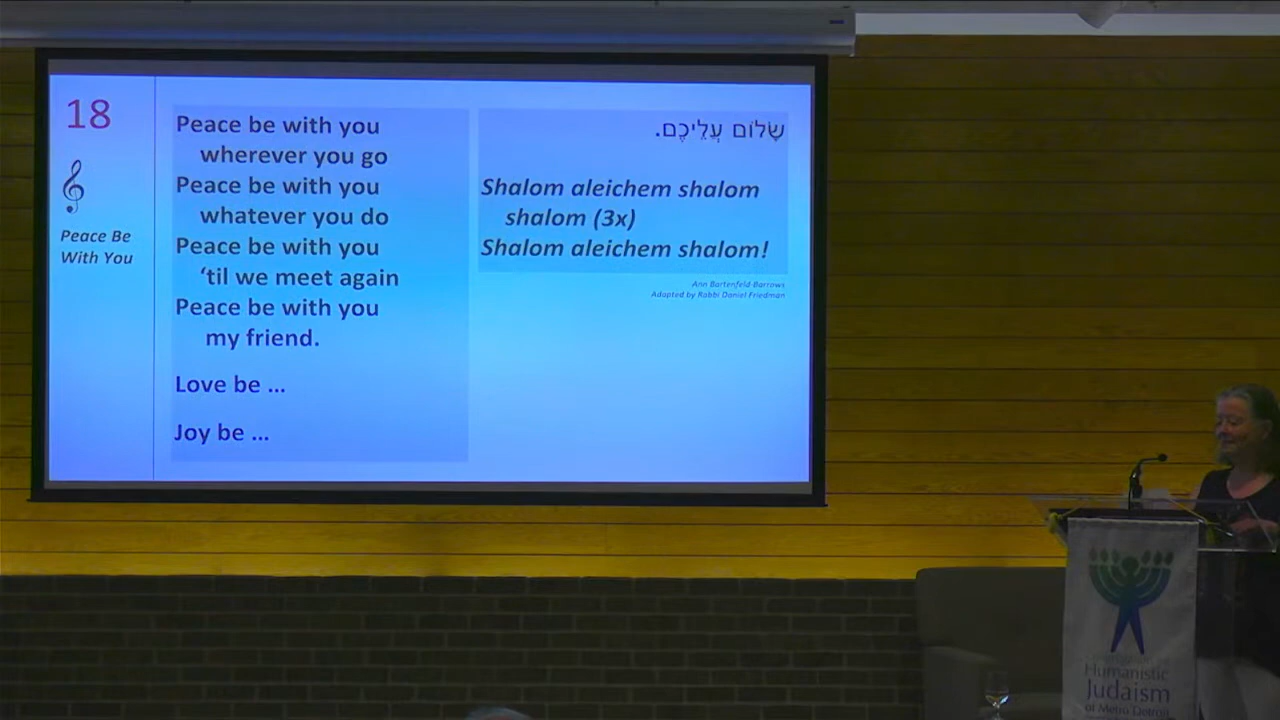 18
Peace Be
With You
Peace be with you
wherever you go
Peace be with you
whatever you do
Peace be with you
‘til we meet again
Peace be with you
my friend.
Love be ...
Joy be ...
שָׁלוֹם עֲלֵיכֶם.
Shalom aleichem shalom
shalom (3x)
Shalom aleichem shalom!
Ann Bartenfeld-Barrows
Adapted by Rabbi Daniel Friedman
Humanistic
Judaism
of Metro Detroit